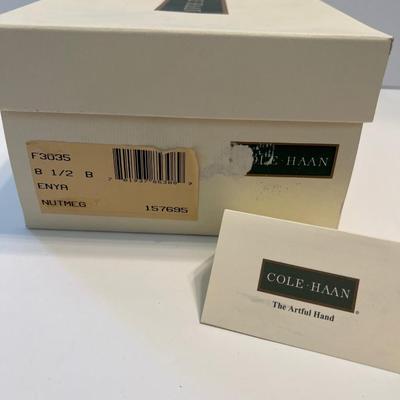 F3035
8 1/2 B
ENYA
NUTMEG 157695
COLE·HAAN
COLE·HAAN
®
The Artful Hand